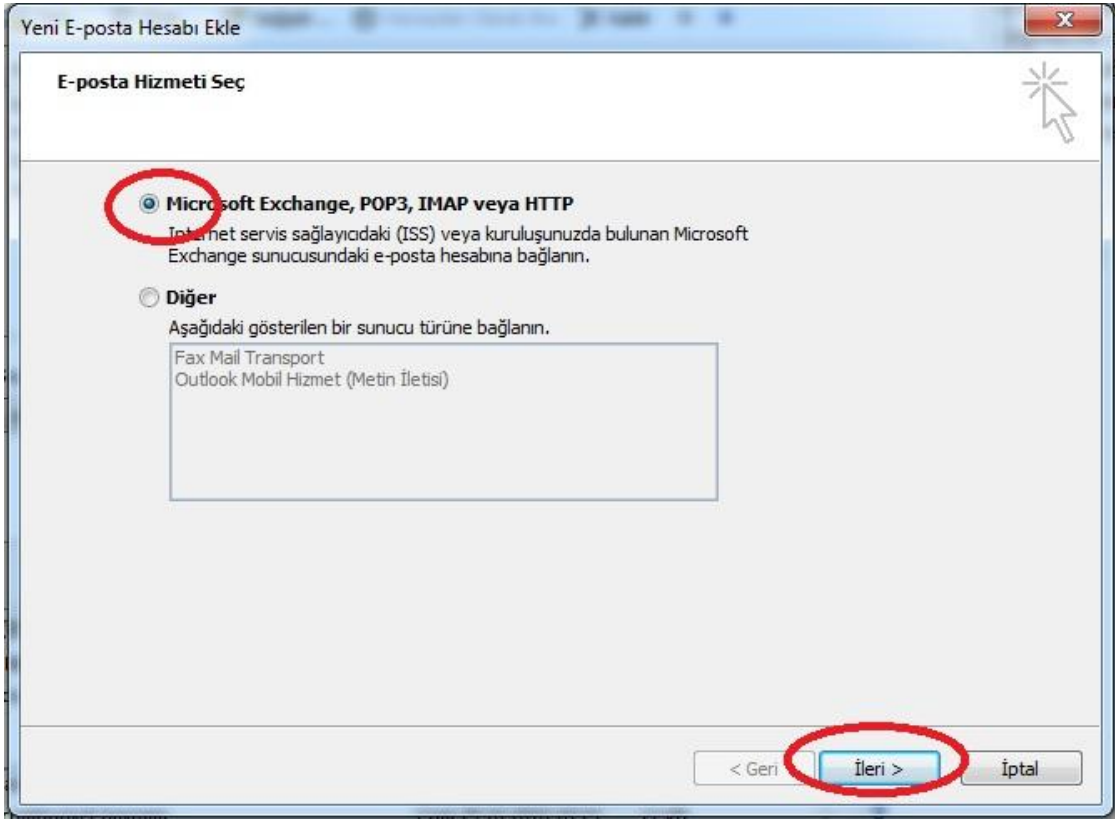 Yeni E-posta Hesabı Ekle
E-posta Hizmeti Seç
Microsoft Exchange, POP3, IMAP veya HTTP
Internet servis sağlayıcıdaki (ISS) veya kuruluşunuzda bulunan Microsoft
Exchange sunucusundaki e-posta hesabına bağlanın.
Diğer
Aşağıdaki gösterilen bir sunucu türüne bağlanın.
Fax Mail Transport
Outlook Mobil Hizmet (Metin İletisi)
< Geri
İleri >
İptal